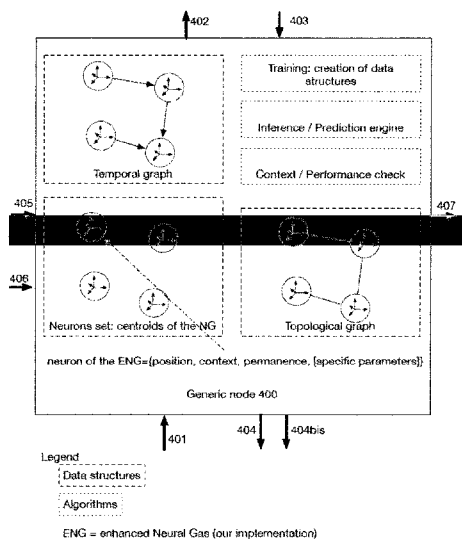 402
403
Training: creation of data
structures
Inference / Prediction engine
Temporal graph
Context / Performance check
405
407
406
Neurons set: centroids of the NG
Topological graph
neuron of the ENG={position, context, permanence, [specific parameters]}
Generic node 400
401
404
404bis
Legend
Data structures
Algorithms
ENG = enhanced Neural Gas (our implementation)